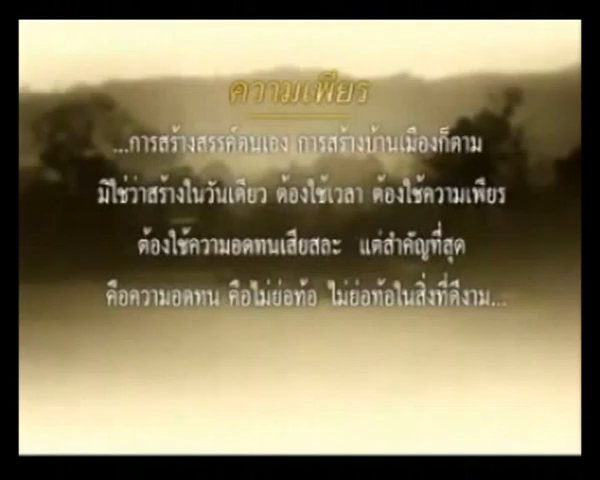 ความเพียร
...การสร้างสรรค์ตนเอง การสร้างบ้านเมืองก็ตาม
มิใช่ว่าสร้างในวันเดียว ต้องใช้เวลา ต้องใช้ความเพียร
ต้องใช้ความอดทนเสียสละ แต่สำคัญที่สุด
คือความอดทน คือไม่ย่อท้อ ไม่ย่อท้อในสิ่งที่ดีงาม...